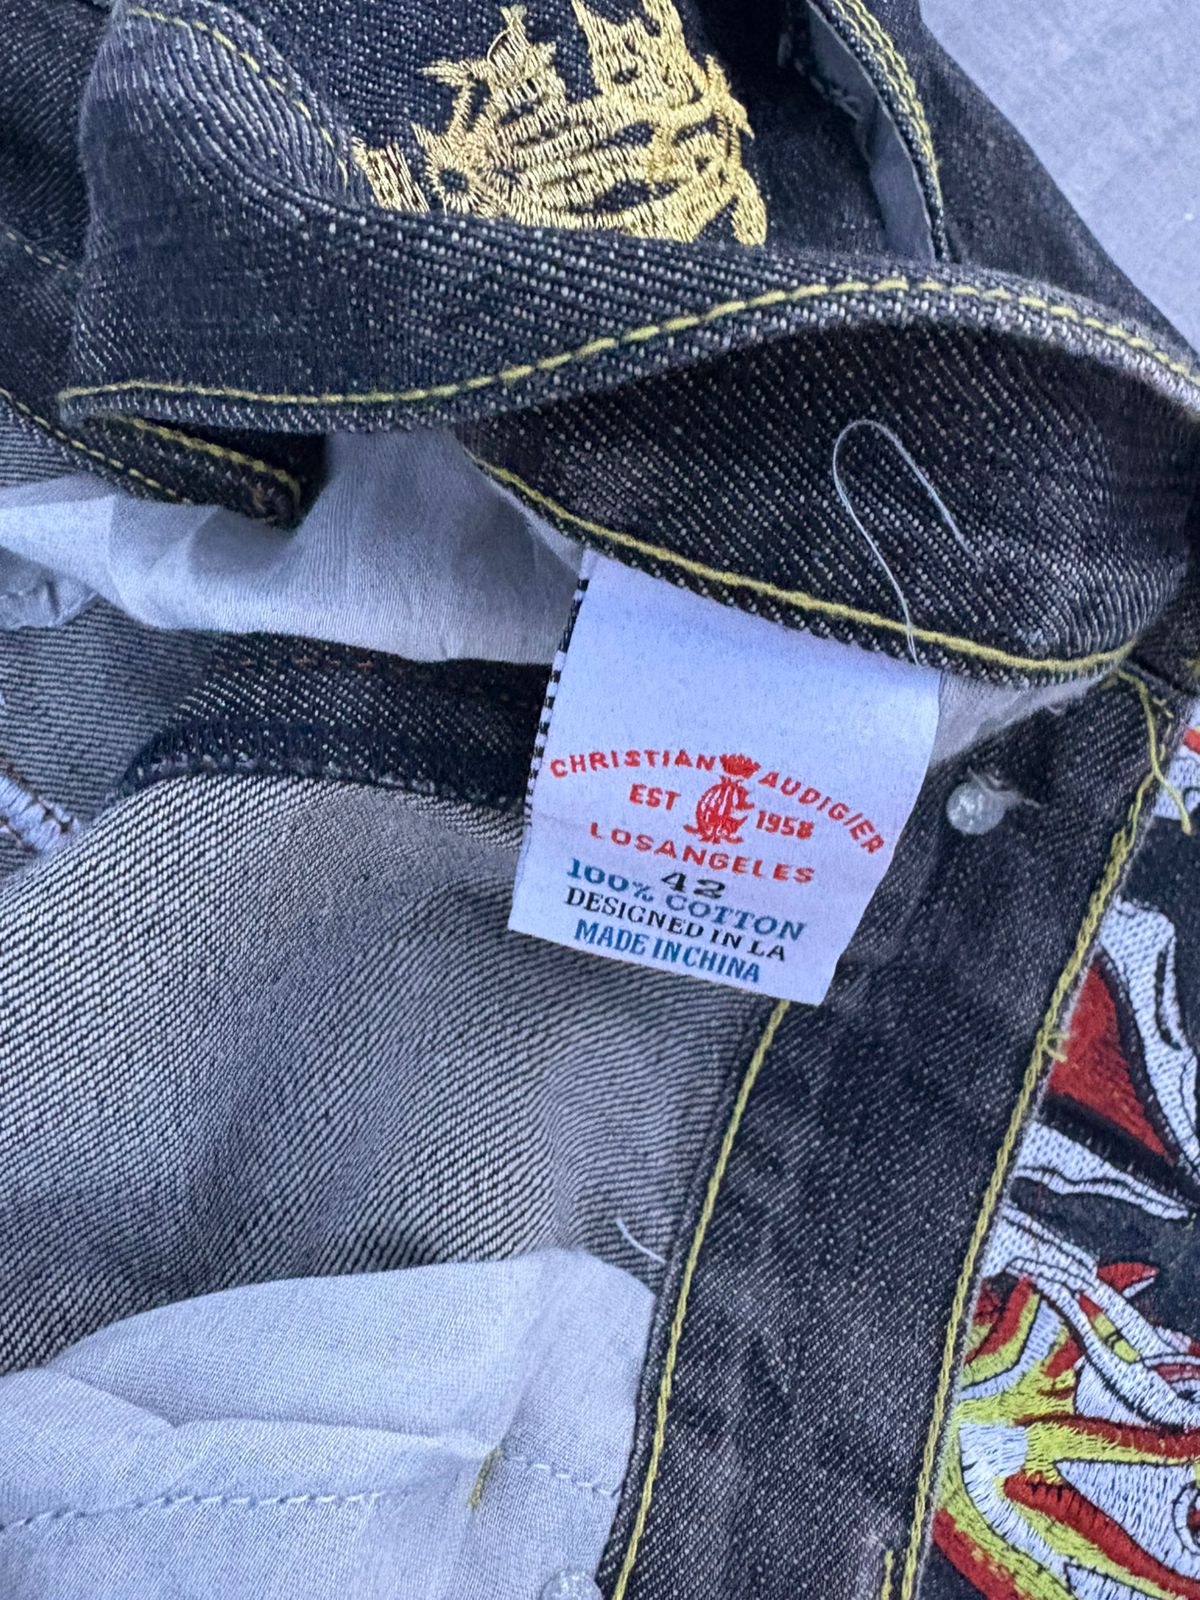 CHRISTIAN AUDIGIER
EST 1958
LOSANGELES
42
100% COTTON
DESIGNED IN LA
MADE IN CHINA